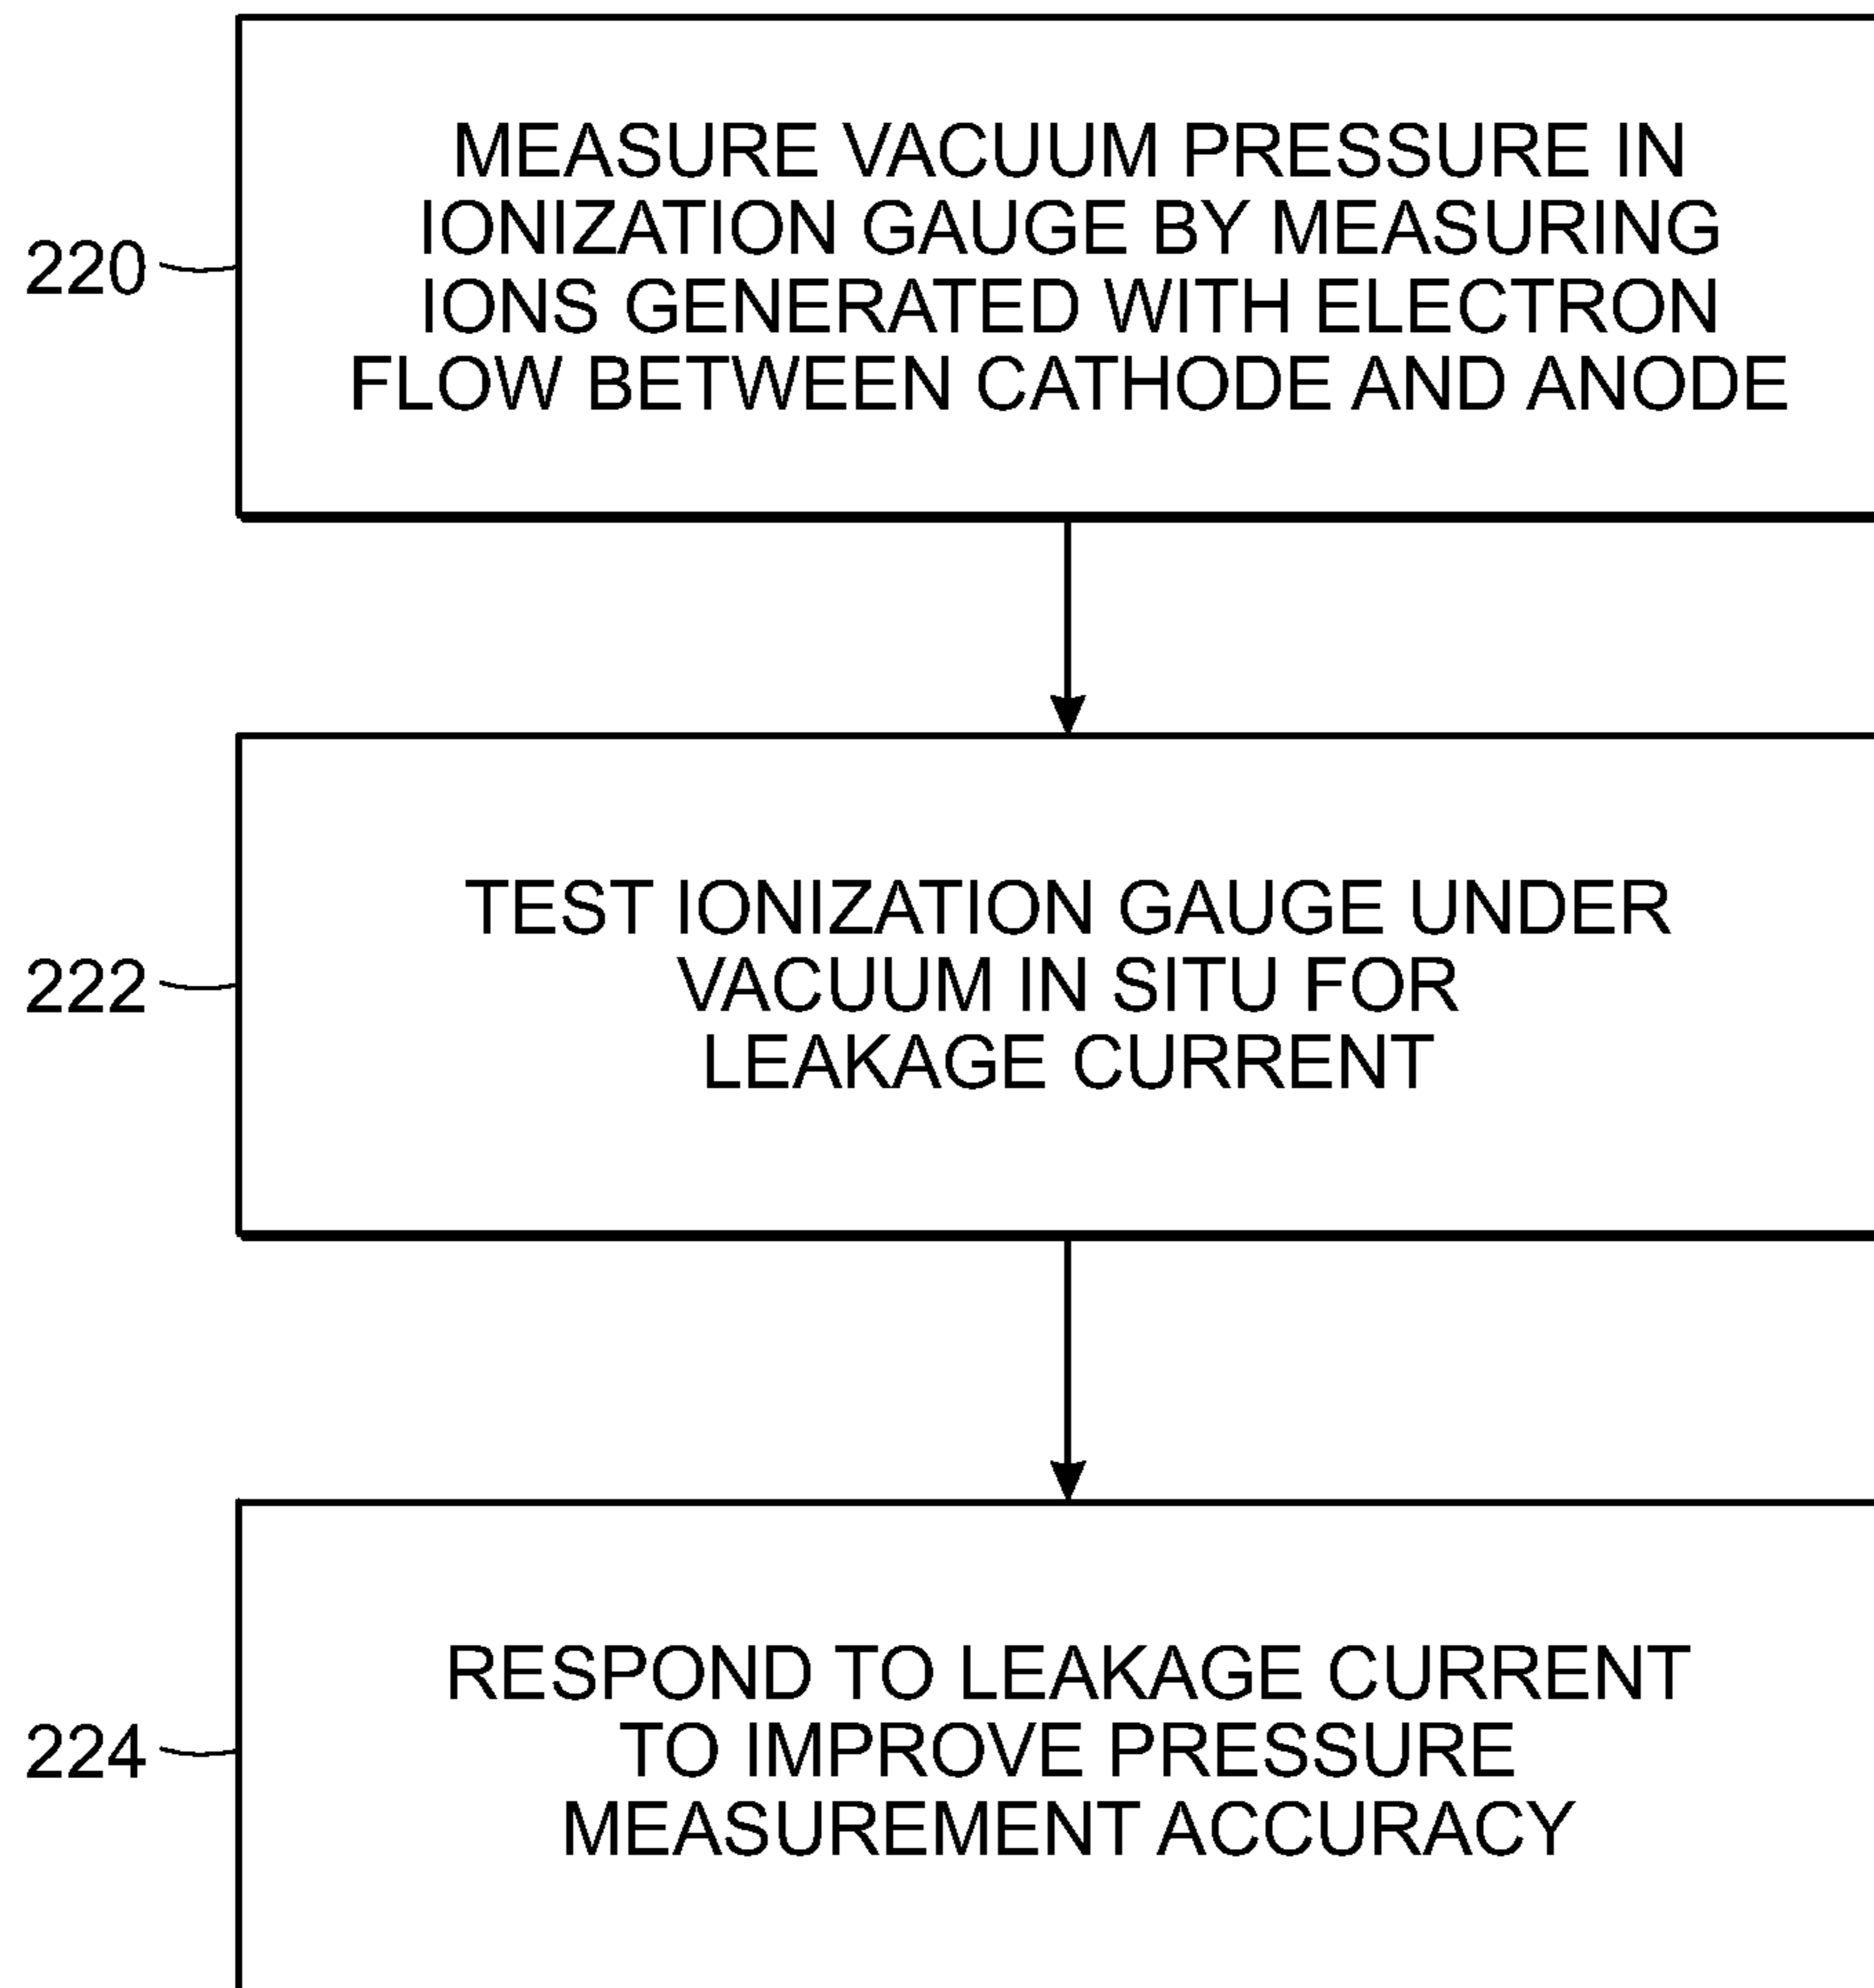 MEASURE VACUUM PRESSURE IN
IONIZATION GAUGE BY MEASURING
IONS GENERATED WITH ELECTRON
FLOW BETWEEN CATHODE AND ANODE
220
TEST IONIZATION GAUGE UNDER
VACUUM IN SITU FOR
LEAKAGE CURRENT
222
RESPOND TO LEAKAGE CURRENT
TO IMPROVE PRESSURE
MEASUREMENT ACCURACY
224